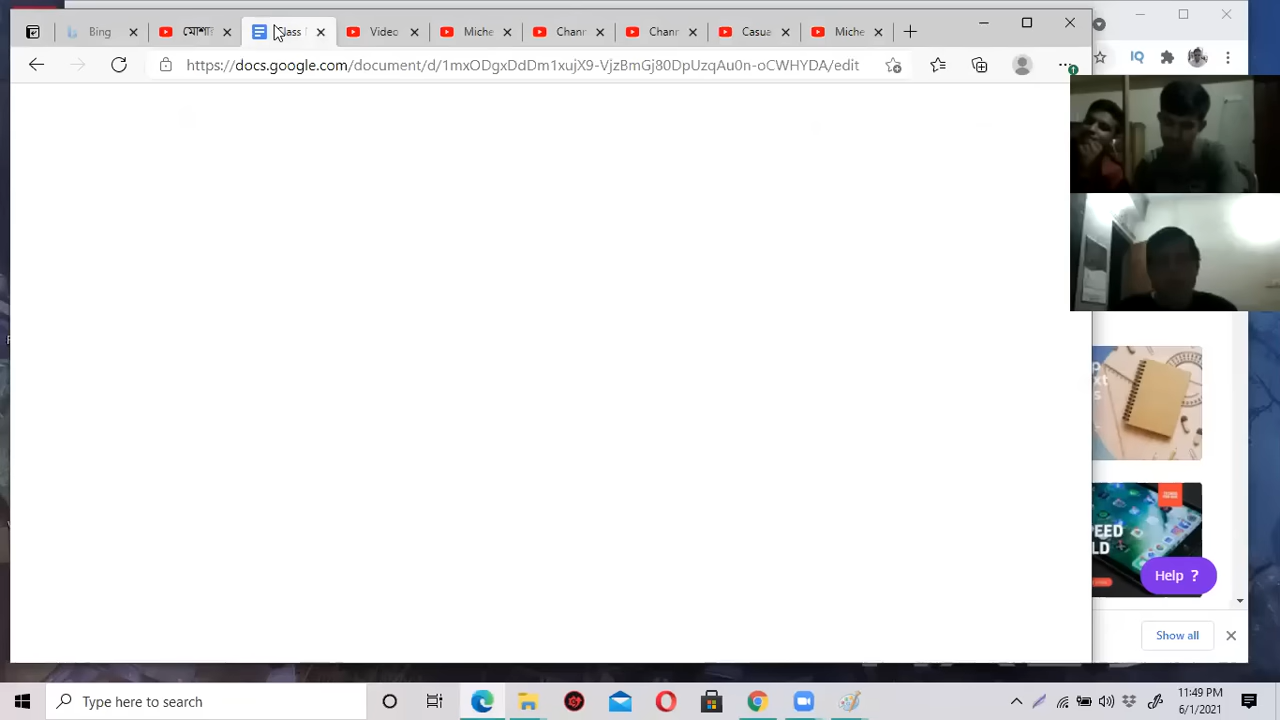 Bing
মোশা
Class
Video
Miche
Chann
Chann
Casua
Miche
https://docs.google.com/document/d/1mxODgxDdDm1xujX9-VjzBmGj80DpUzqAu0n-oCWHYDA/edit
IQ
EED
LD
Help ?
Show all
Type here to search
11:49 PM
6/1/2021